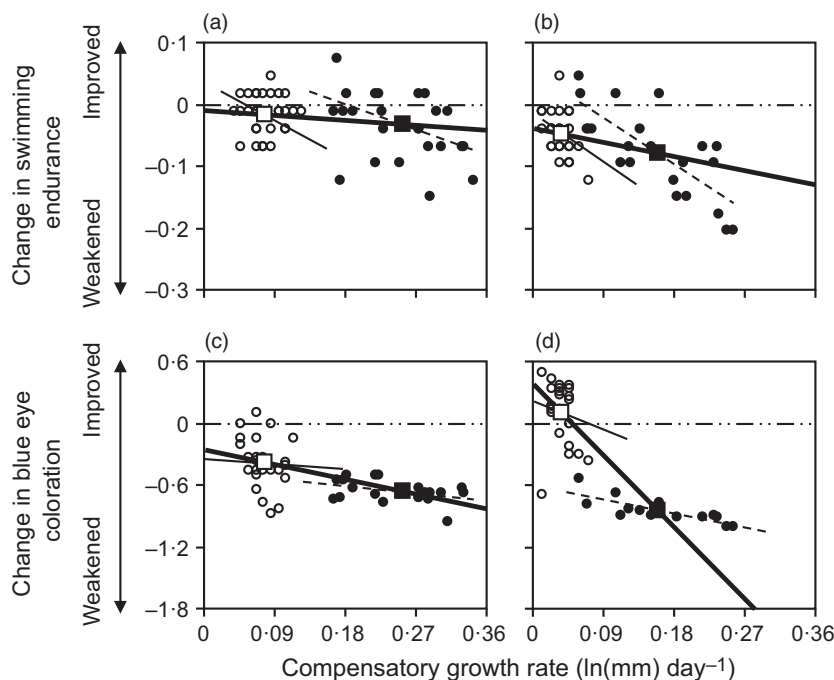 (a)
(b)
Change in swimming
endurance
Weakened
Improved
0·1
0
–0·1
–0·2
–0·3
(c)
(d)
Change in blue eye
coloration
Weakened
Improved
0·6
0
–0·6
–1·2
–1·8
0 0·09 0·18 0·27 0·36
0 0·09 0·18 0·27 0·36
Compensatory growth rate (ln(mm) day–1)